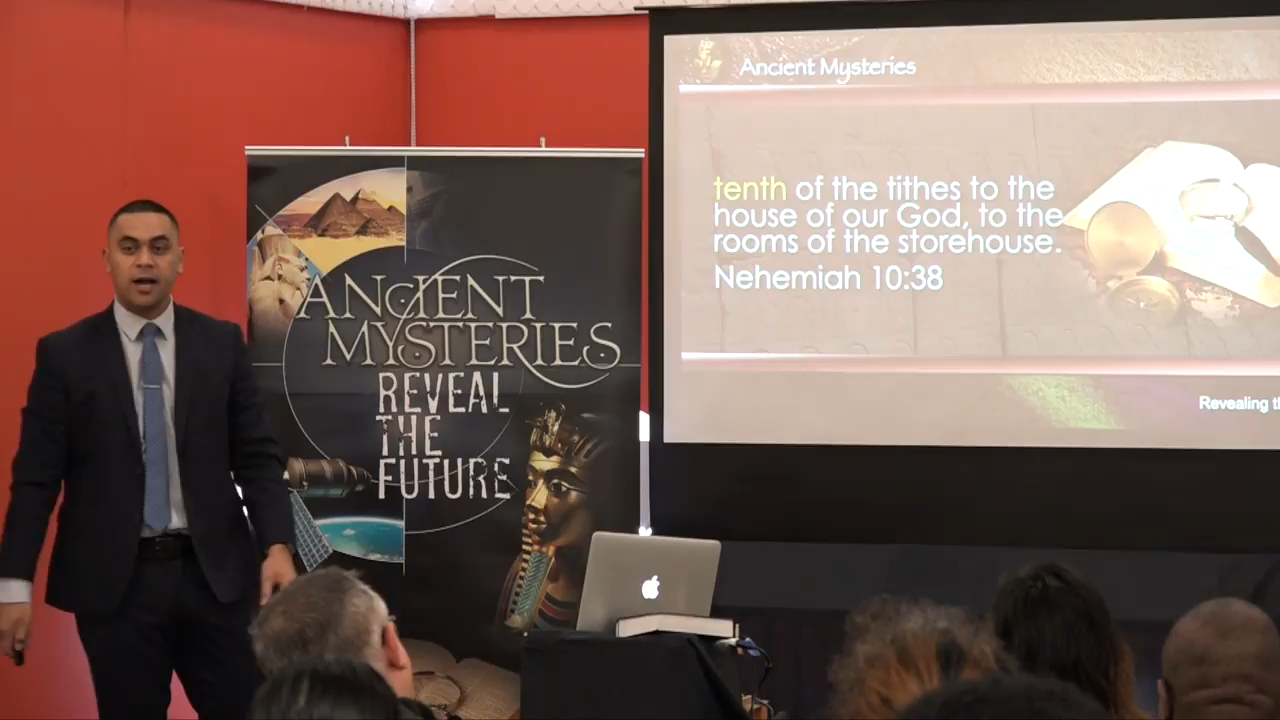 ANCIENT
MYSTERIES
REVEAL
THE
FUTURE
Ancient Mysteries
tenth of the tithes to the
house of our God, to the
rooms of the storehouse.
Nehemiah 10:38
Revealing